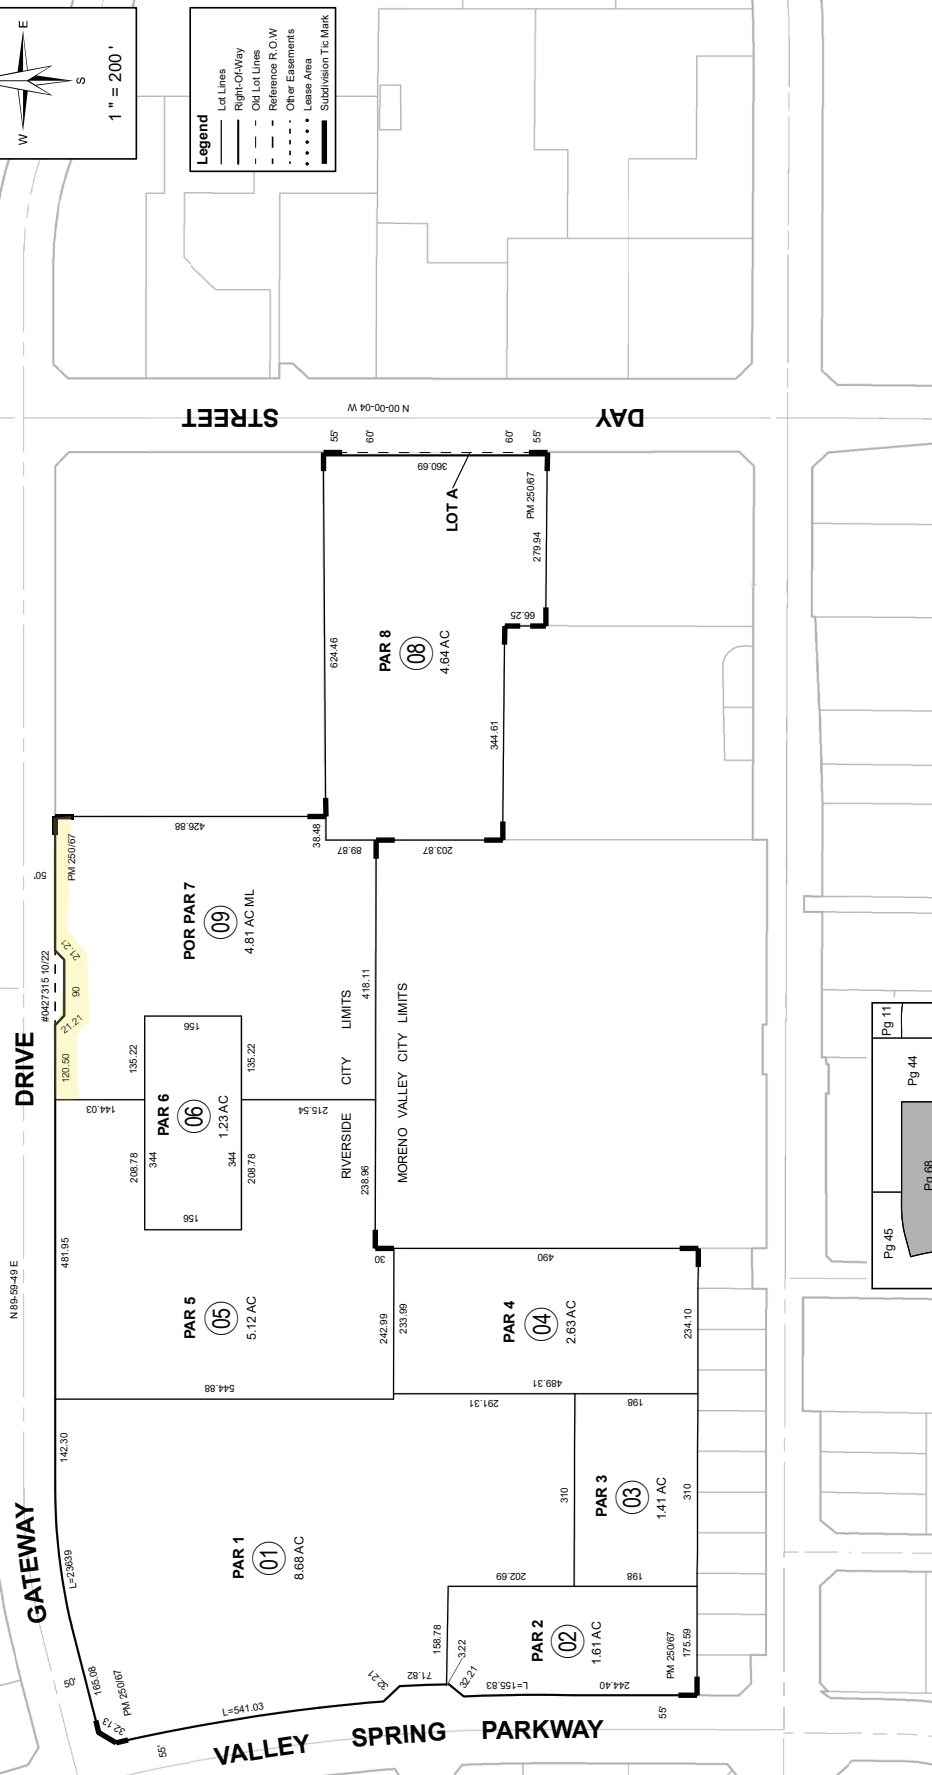 E
W
S
1 " = 200 '
Legend
Lot Lines
Right-Of-Way
Old Lot Lines
Reference R.O.W
Other Easements
Lease Area
Subdivision Tic Mark
DAY STREET
N 00-00-04 W
55'
60'
60'
55'
360.69
LOT A
PM 250/67
279.94
66.25
624.46
PAR 8
08
4.64 AC
344.61
203.87
89.87
38.48
426.88
PM 250/67
50'
#0427315 10/22
21.21
90
21.21
120.50
POR PAR 7
09
4.81 AC ML
418.11
156
135.22
135.22
PAR 6
06
1.23 AC
144.03
215.54
208.78
344
344
208.78
156
RIVERSIDE CITY LIMITS
MORENO VALLEY CITY LIMITS
238.96
GATEWAY DRIVE
N 89-59-49 E
481.95
PAR 5
05
5.12 AC
30
242.99
233.99
544.88
PAR 4
04
2.63 AC
490
234.10
489.31
142.30
291.31
198
PAR 3
03
1.41 AC
310
310
198
202.69
PAR 1
01
8.68 AC
L=23639
165.08
50'
PM 250/67
32.13
55'
L=541.03
32.21
71.82
158.78
3.22
32.21
L=155.83
244.40
PAR 2
02
1.61 AC
PM 250/67
175.59
55'
VALLEY SPRING PARKWAY
Pg 11
Pg 44
Pg 68
Pg 45